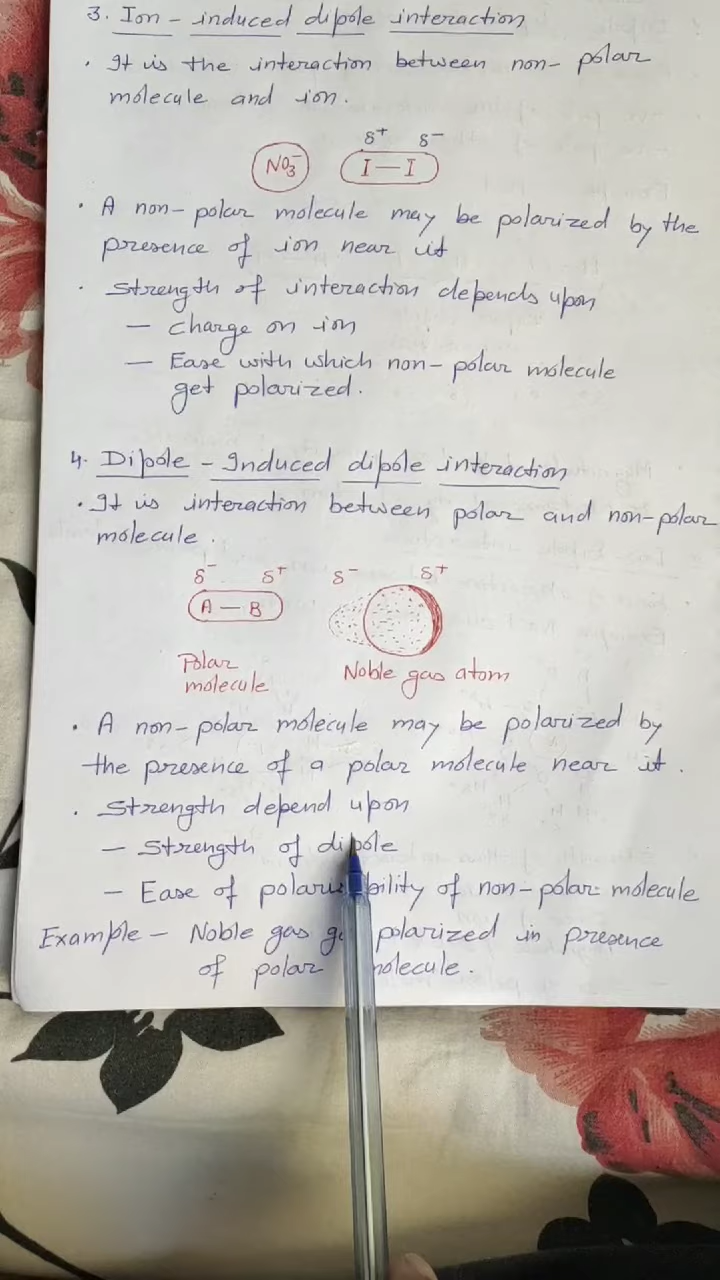 3. Ion - induced dipole interaction
· It is the interaction between non- polar
molecule and ion.
δ+ δ-
NO3- I — I
· A non-polar molecule may be polarized by the
presence of ion near it
· Strength of interaction depends upon
— Charge on ion
— Ease with which non-polar molecule
get polarized.
4. Dipole - Induced dipole interaction
· It is interaction between polar and non-polar
molecule.
δ- δ+ δ- δ+
A — B
Polar
molecule
Noble gas atom
· A non-polar molecule may be polarized by
the presence of a polar molecule near it.
· Strength depend upon
— Strength of dipole
— Ease of of non-polar molecule
Example - Noble gas polarized in presence
of polar molecule.